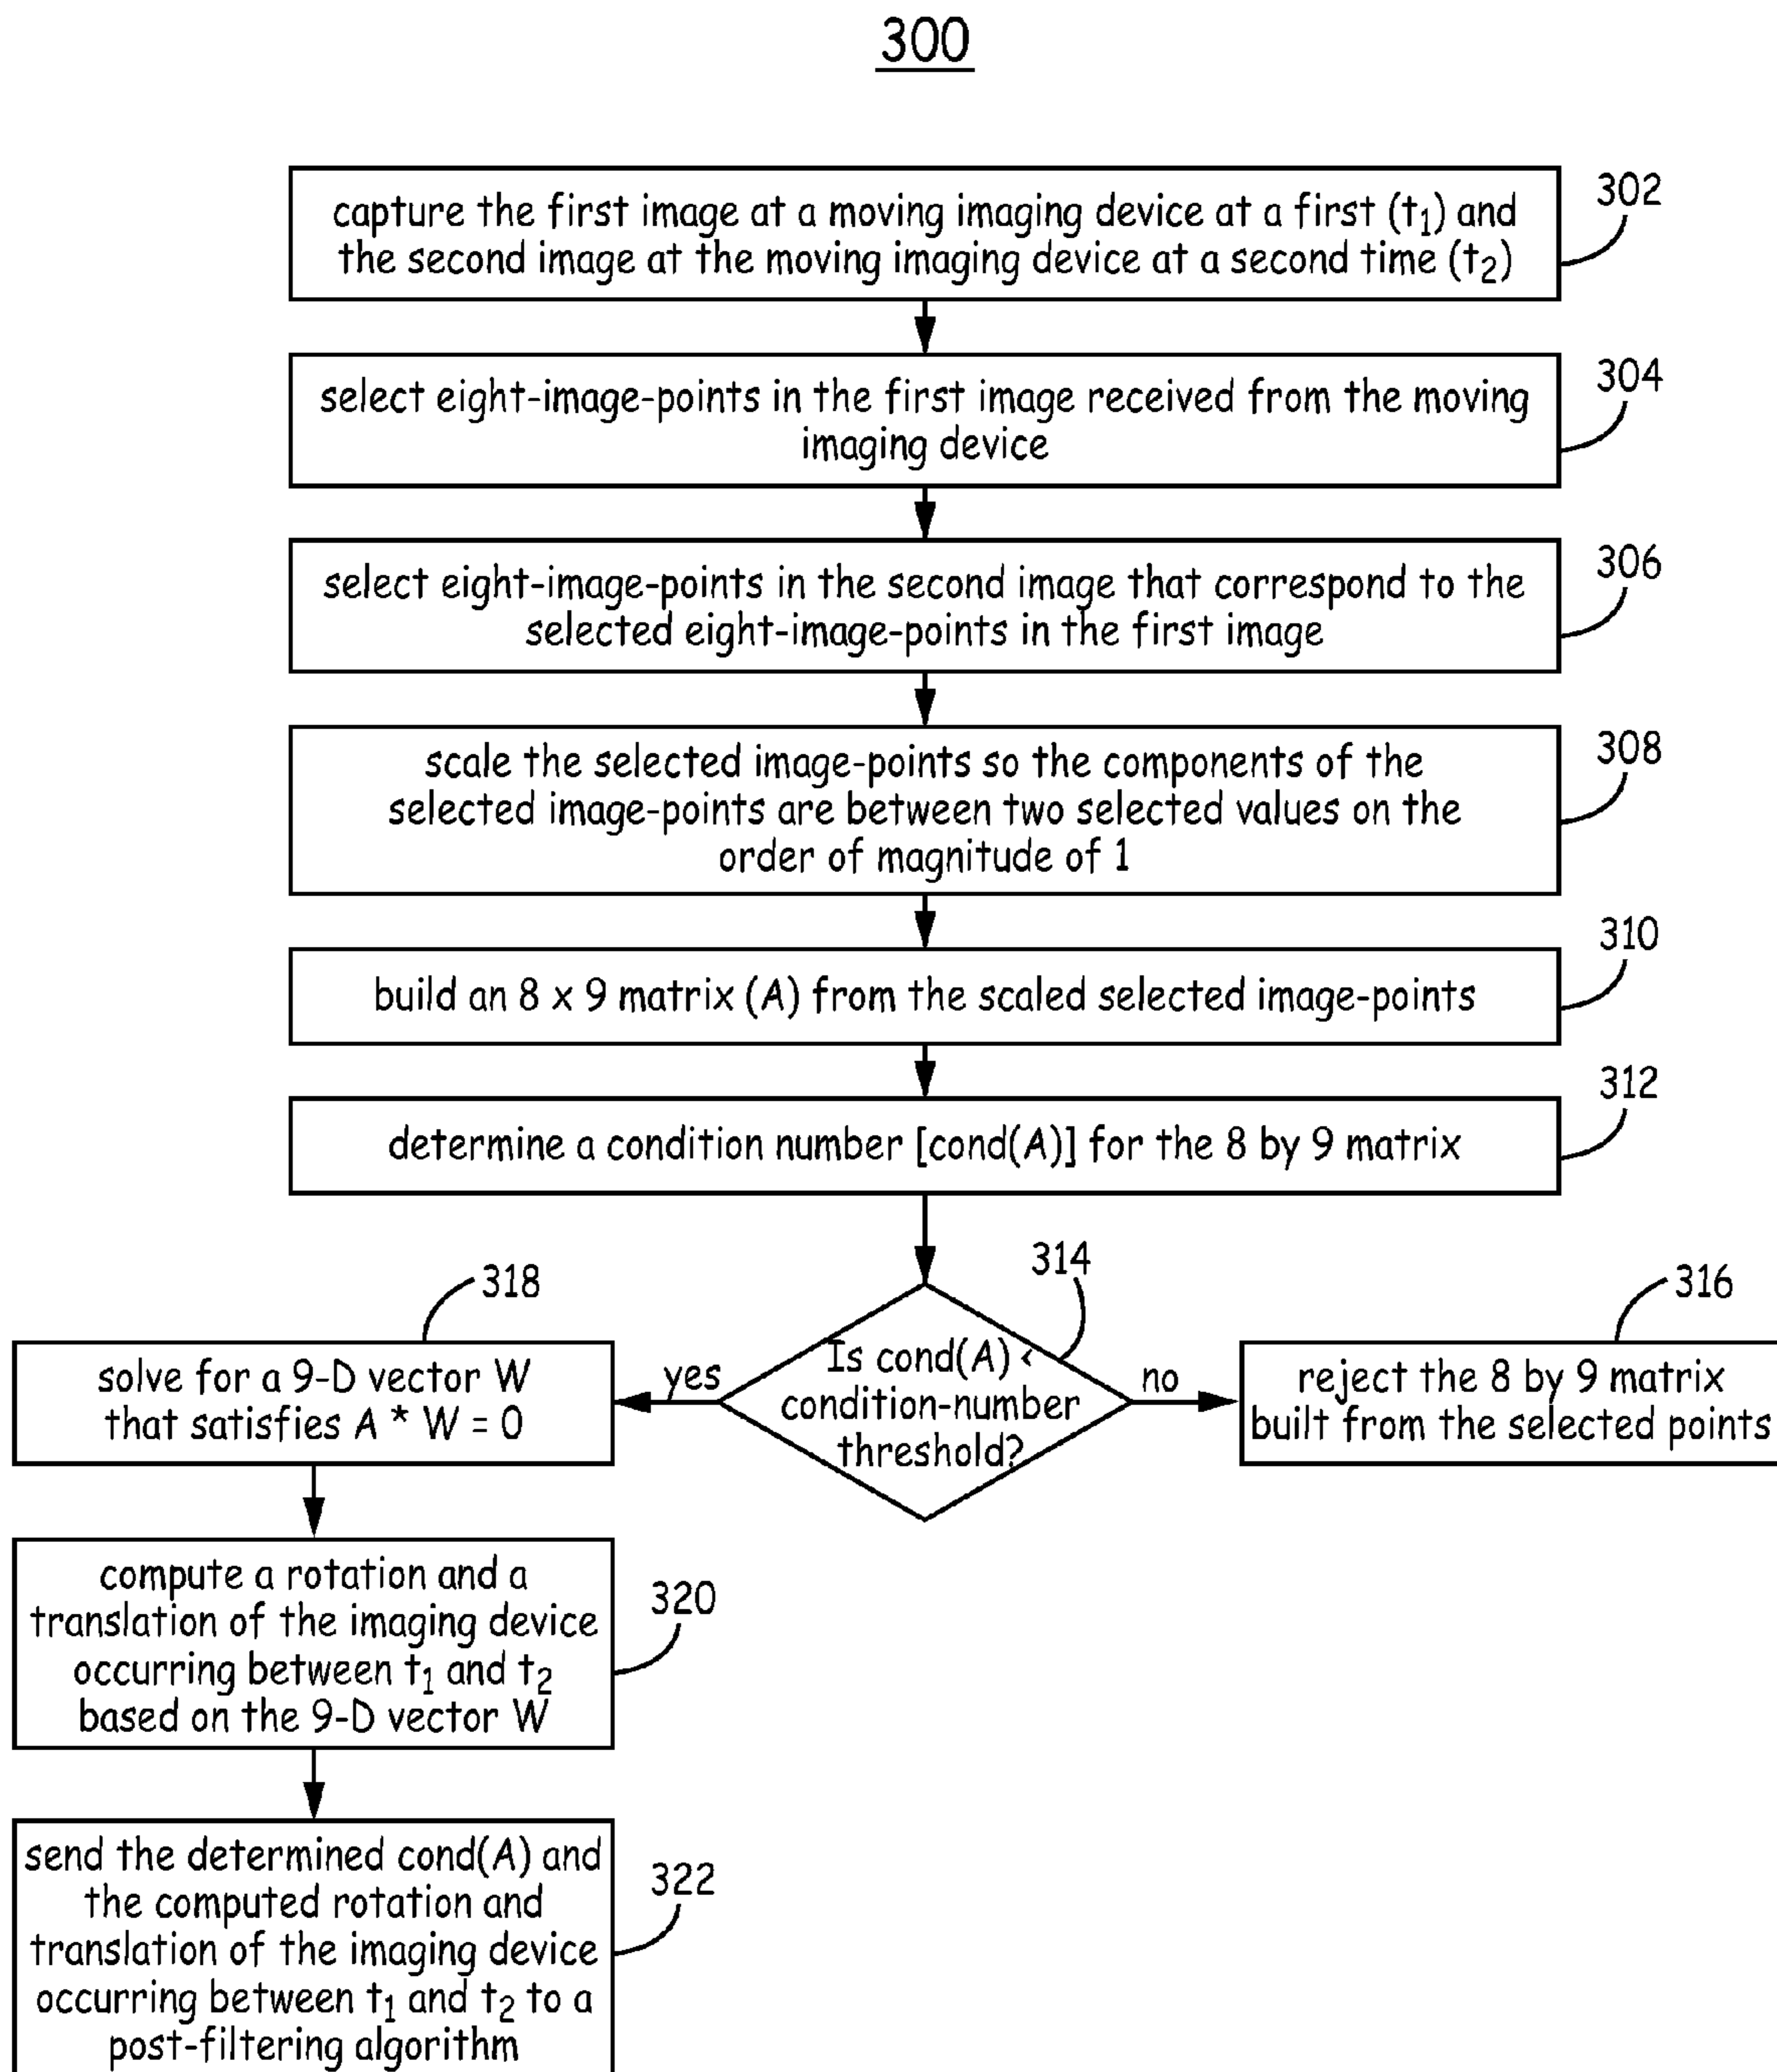 300
capture the first image at a moving imaging device at a first (t1) and
the second image at the moving imaging device at a second time (t2)
302
select eight-image-points in the first image received from the moving
imaging device
304
select eight-image-points in the second image that correspond to the
selected eight-image-points in the first image
306
scale the selected image-points so the components of the
selected image-points are between two selected values on the
order of magnitude of 1
308
build an 8 x 9 matrix (A) from the scaled selected image-points
310
determine a condition number [cond(A)] for the 8 by 9 matrix
312
Is cond(A) <
condition-number
threshold?
314
yes
no
reject the 8 by 9 matrix
built from the selected points
316
solve for a 9-D vector W
that satisfies A * W = 0
318
compute a rotation and a
translation of the imaging device
occurring between t1 and t2
based on the 9-D vector W
320
send the determined cond(A) and
the computed rotation and
translation of the imaging device
occurring between t1 and t2 to a
post-filtering algorithm
322